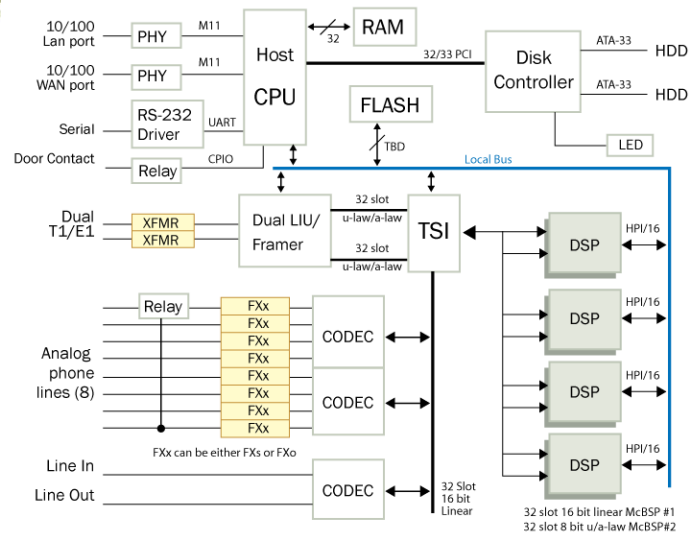 10/100
Lan port
PHY
M11
10/100
WAN port
PHY
M11
Serial
RS-232
Driver
UART
Door Contact
Relay
CPIO
Host
CPU
32
RAM
32/33 PCI
Disk
Controller
ATA-33
HDD
ATA-33
HDD
LED
FLASH
TBD
Local Bus
Dual
T1/E1
XFMR
XFMR
Dual LIU/
Framer
32 slot
u-law/a-law
32 slot
u-law/a-law
TSI
DSP
HPI/16
DSP
HPI/16
DSP
HPI/16
DSP
HPI/16
Analog
phone
lines (8)
Relay
FXx
FXx
FXx
FXx
FXx
FXx
FXx
FXx
CODEC
CODEC
FXx can be either FXs or FXo
Line In
Line Out
CODEC
32 Slot
16 bit
Linear
32 slot 16 bit linear McBSP #1
32 slot 8 bit u/a-law McBSP#2